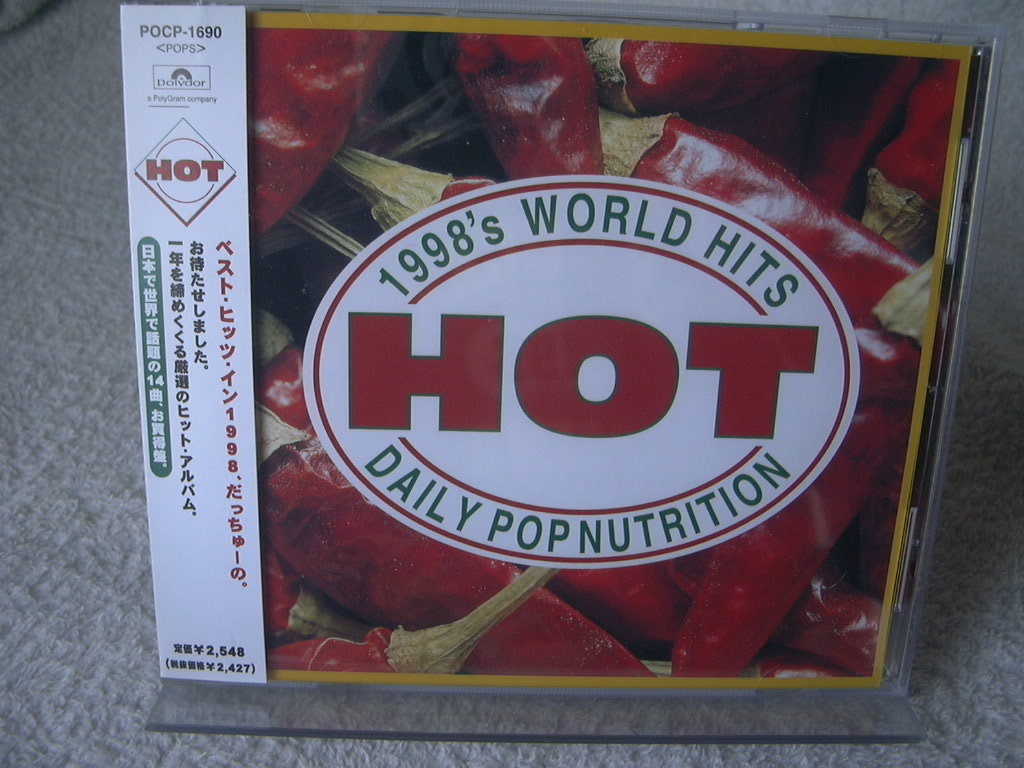 POCP-1690
<POPS>
polydor
a PolyGram company
HOT
ベスト・ヒッツ・イン1998、だっちゅーの。
お待たせしました。
一年を締めくくる厳選のヒット・アルバム。
日本で世界で話題の14曲、お買得盤。
定価¥2,548
(税抜価格¥2,427)
1998's WORLD HITS
HOT
DAILY POP NUTRITION